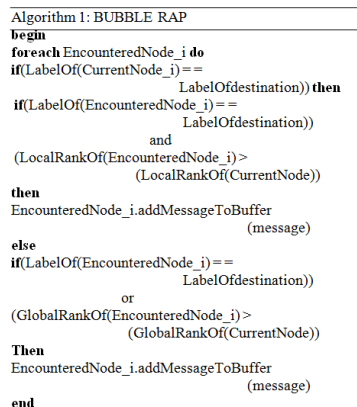 Algorithm 1: BUBBLE RAP
begin
foreach EncounteredNode_i do
if(LabelOf(CurrentNode_i)==
LabelOfdestination)) then
if(LabelOf(EncounteredNode_i)==
LabelOfdestination))
and
(LocalRankOf(EncounteredNode_i)>
(LocalRankOf(CurrentNode))
then
EncounteredNode_i.addMessageToBuffer
(message)
else
if(LabelOf(EncounteredNode_i)==
LabelOfdestination))
or
(GlobalRankOf(EncounteredNode_i)>
(GlobalRankOf(CurrentNode))
Then
EncounteredNode_i.addMessageToBuffer
(message)
end